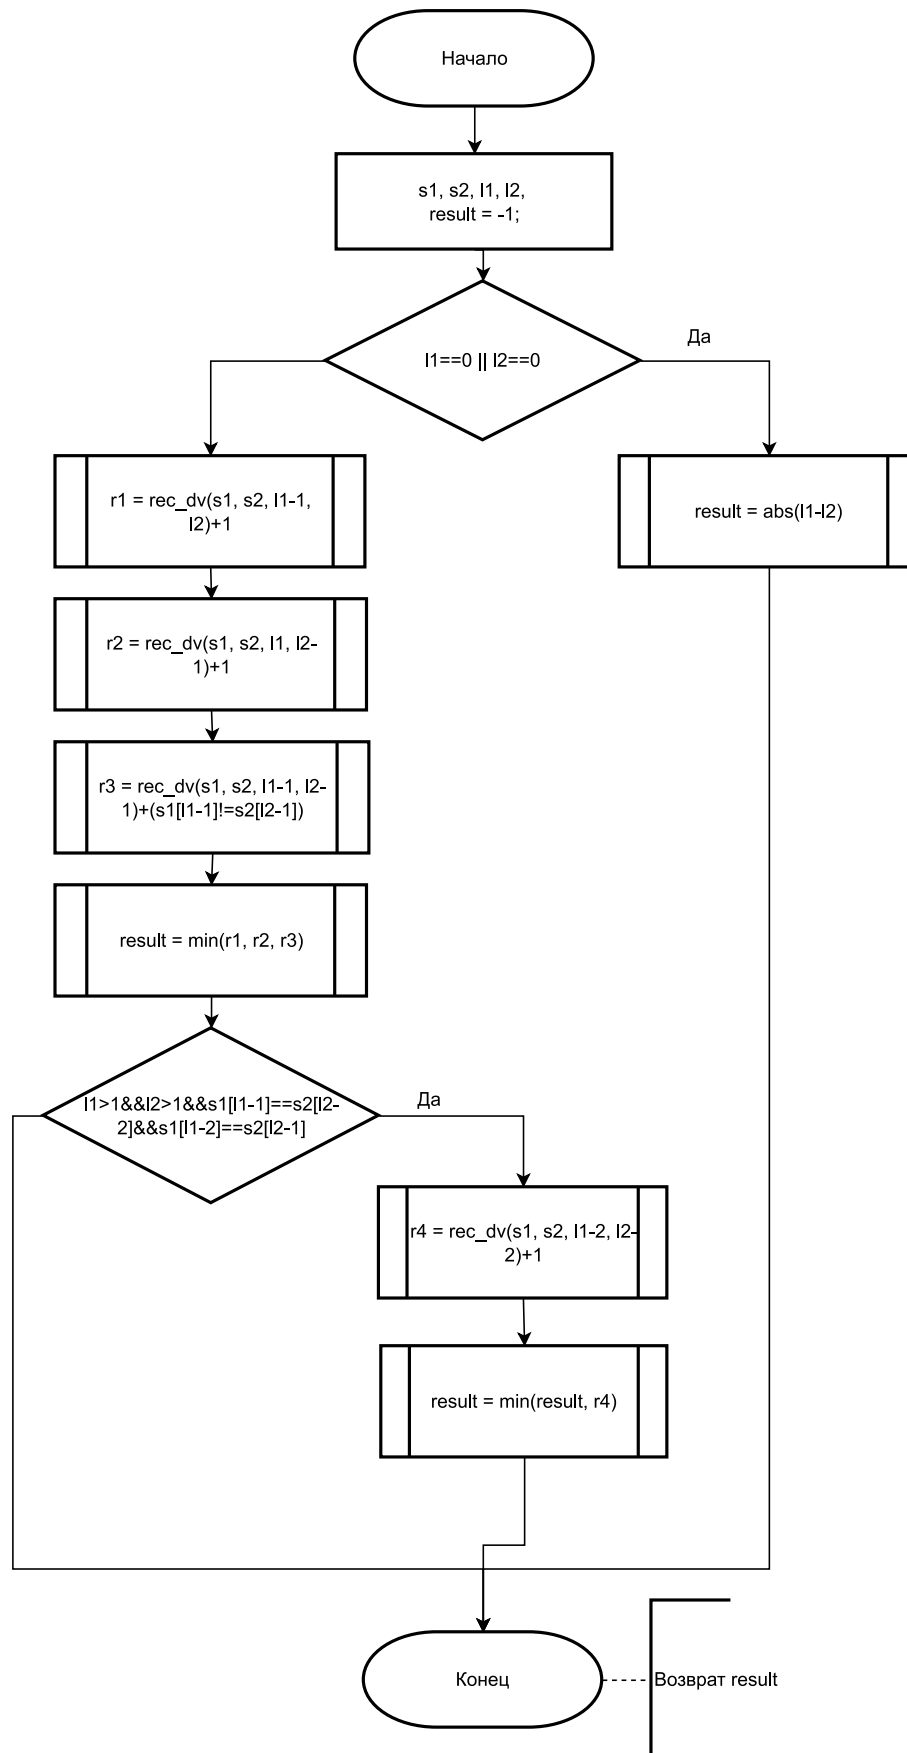 Начало
s1, s2, l1, l2,
result = -1;
l1==0 || l2==0
Да
r1 = rec_dv(s1, s2, l1-1,
l2)+1
result = abs(l1-l2)
r2 = rec_dv(s1, s2, l1, l2-
1)+1
r3 = rec_dv(s1, s2, l1-1, l2-
1)+(s1[l1-1]!=s2[l2-1])
result = min(r1, r2, r3)
l1>1&&l2>1&&s1[l1-1]==s2[l2-
2]&&s1[l1-2]==s2[l2-1]
Да
r4 = rec_dv(s1, s2, l1-2, l2-
2)+1
result = min(result, r4)
Конец
Возврат result